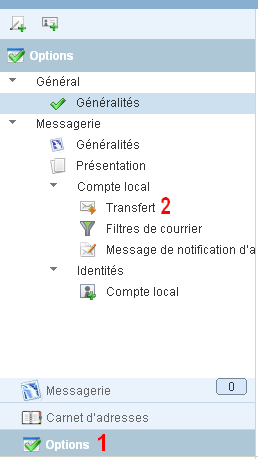 Options
Général
Généralités
Messagerie
Généralités
Présentation
Compte local
Transfert 2
Filtres de courrier
Message de notification d'a
Identités
Compte local
Messagerie 0
Carnet d'adresses
Options 1